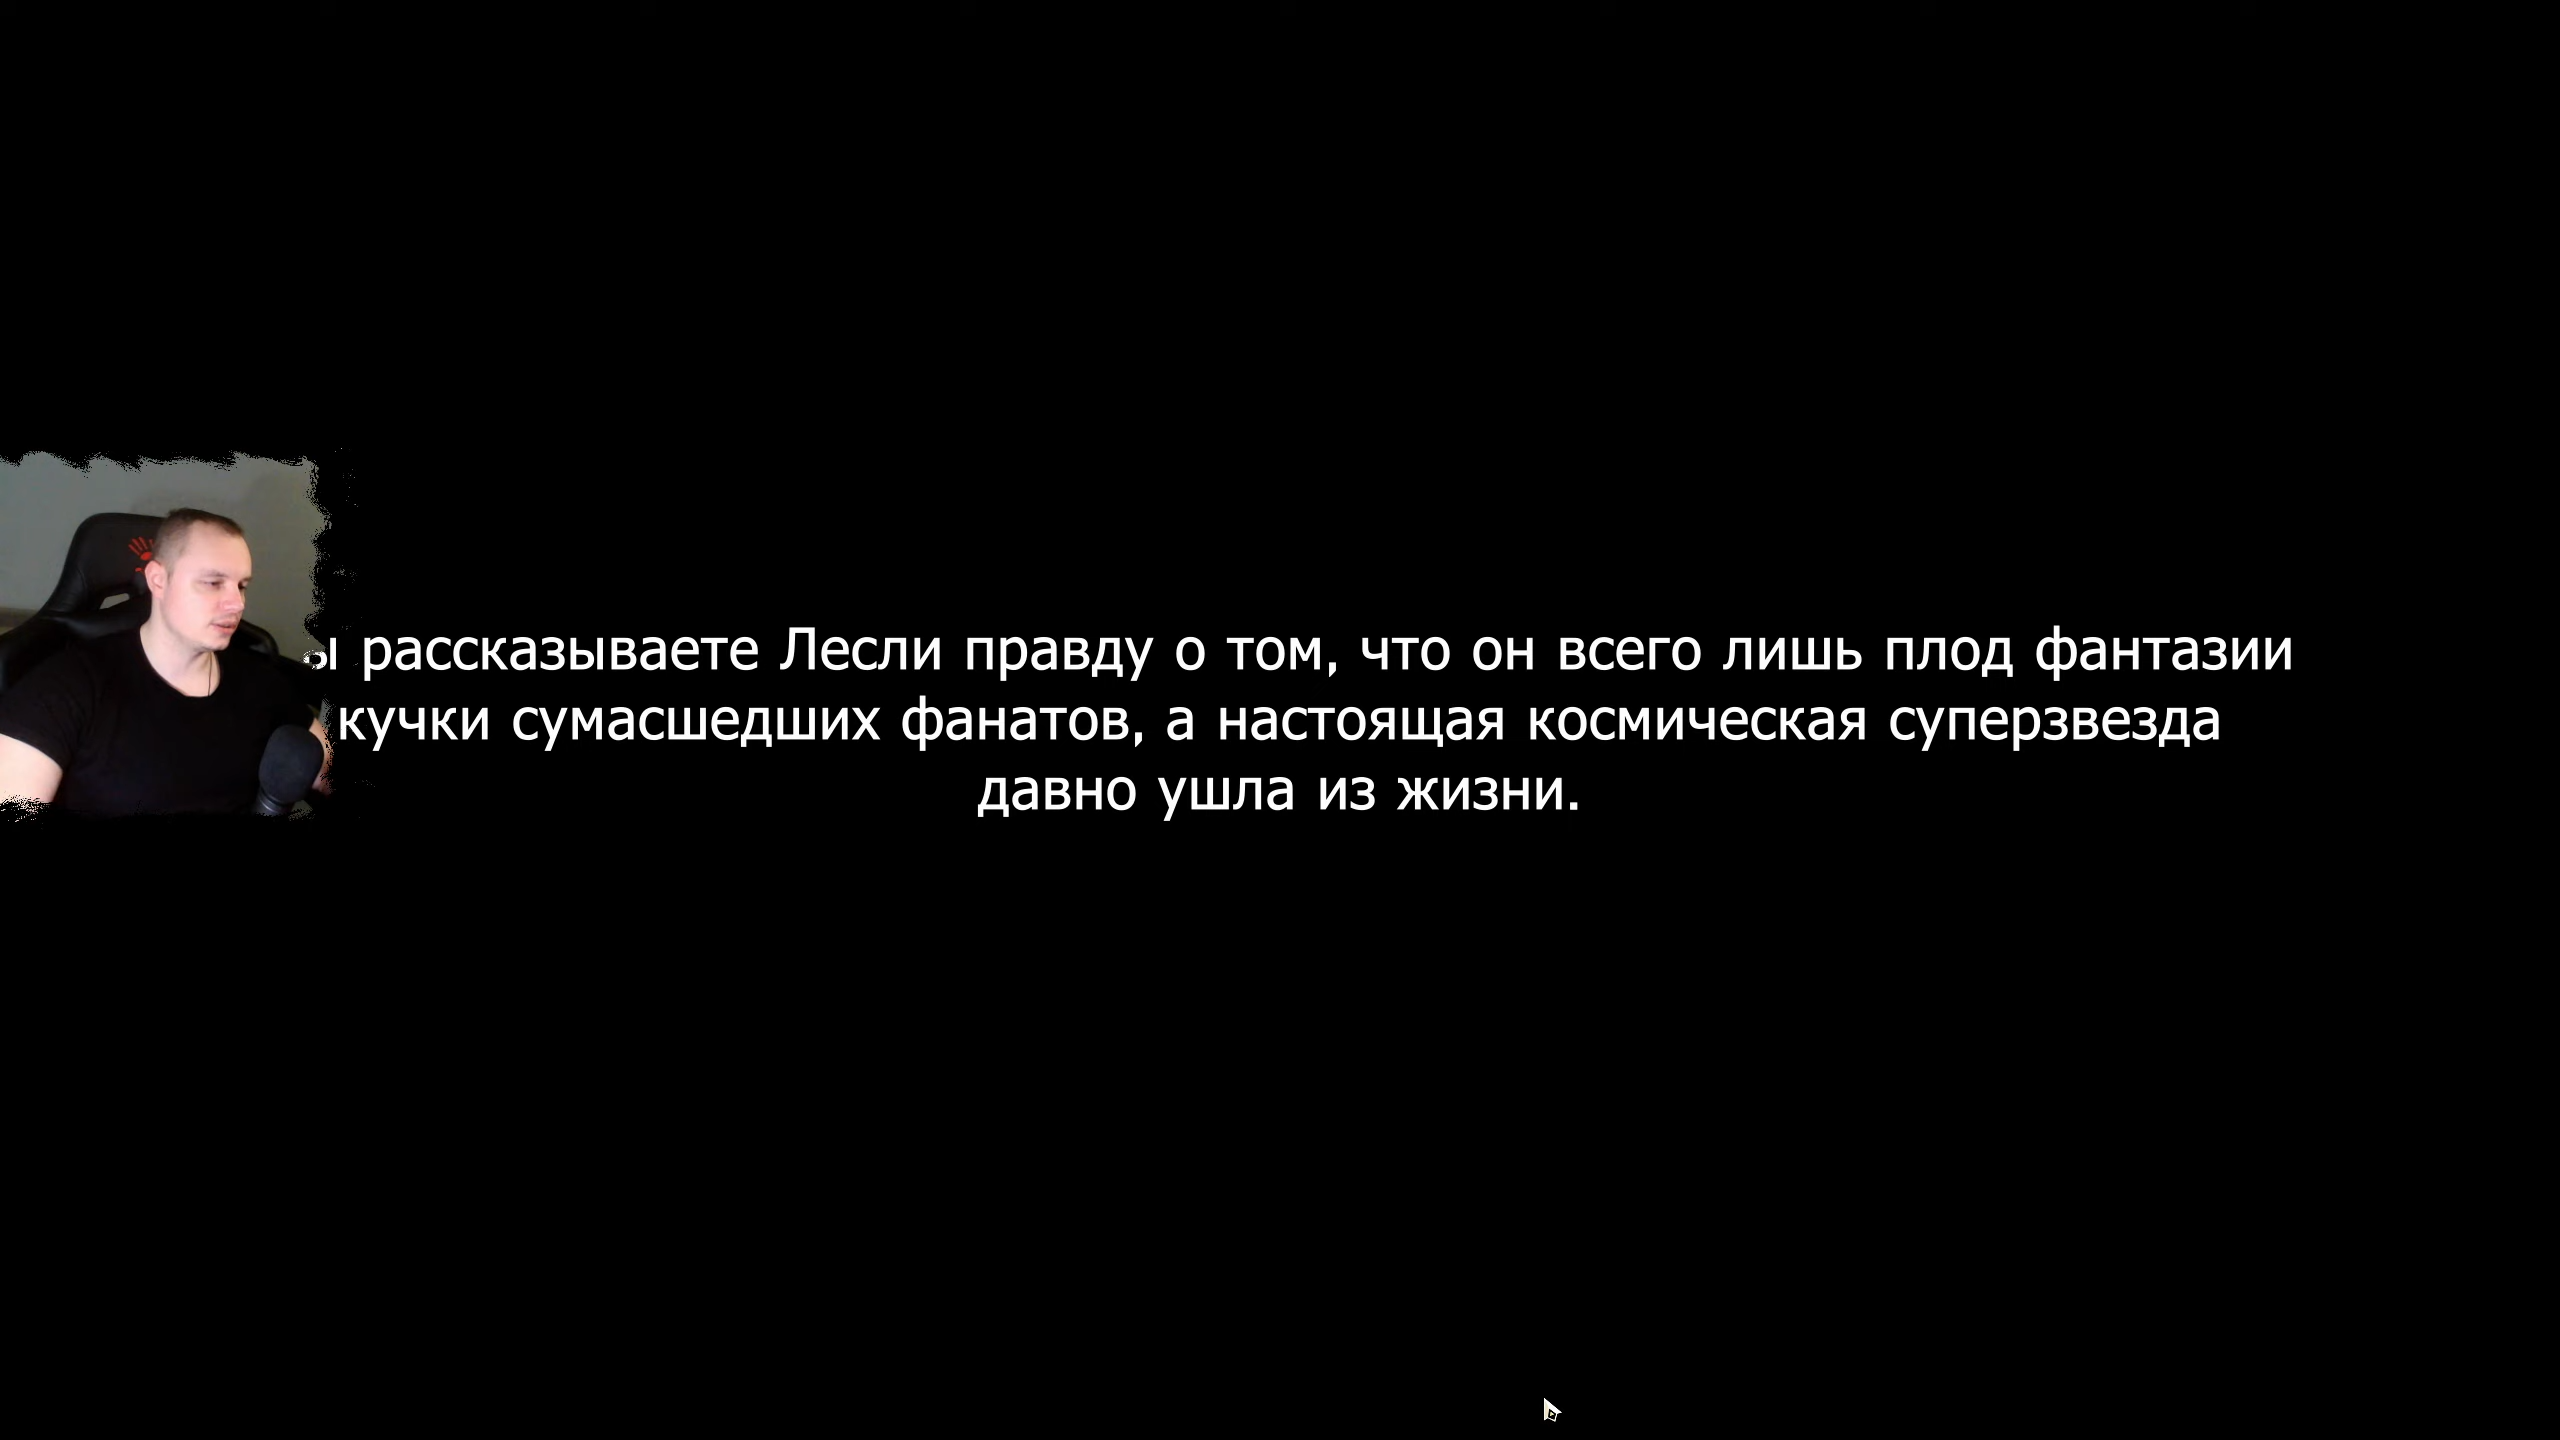 рассказываете Лесли правду о том, что он всего лишь плод фантазии
кучки сумасшедших фанатов, а настоящая космическая суперзвезда
давно ушла из жизни.